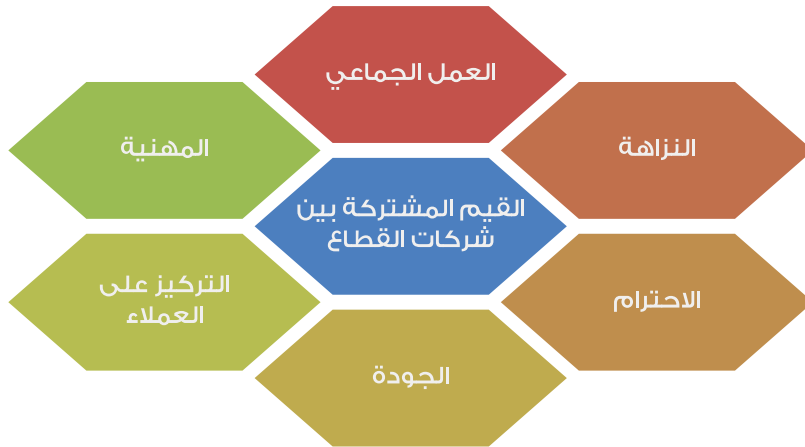 العمل الجماعي
النزاهة
المهنية
القيم المشتركة بين
شركات القطاع
الاحترام
التركيز على
العملاء
الجودة